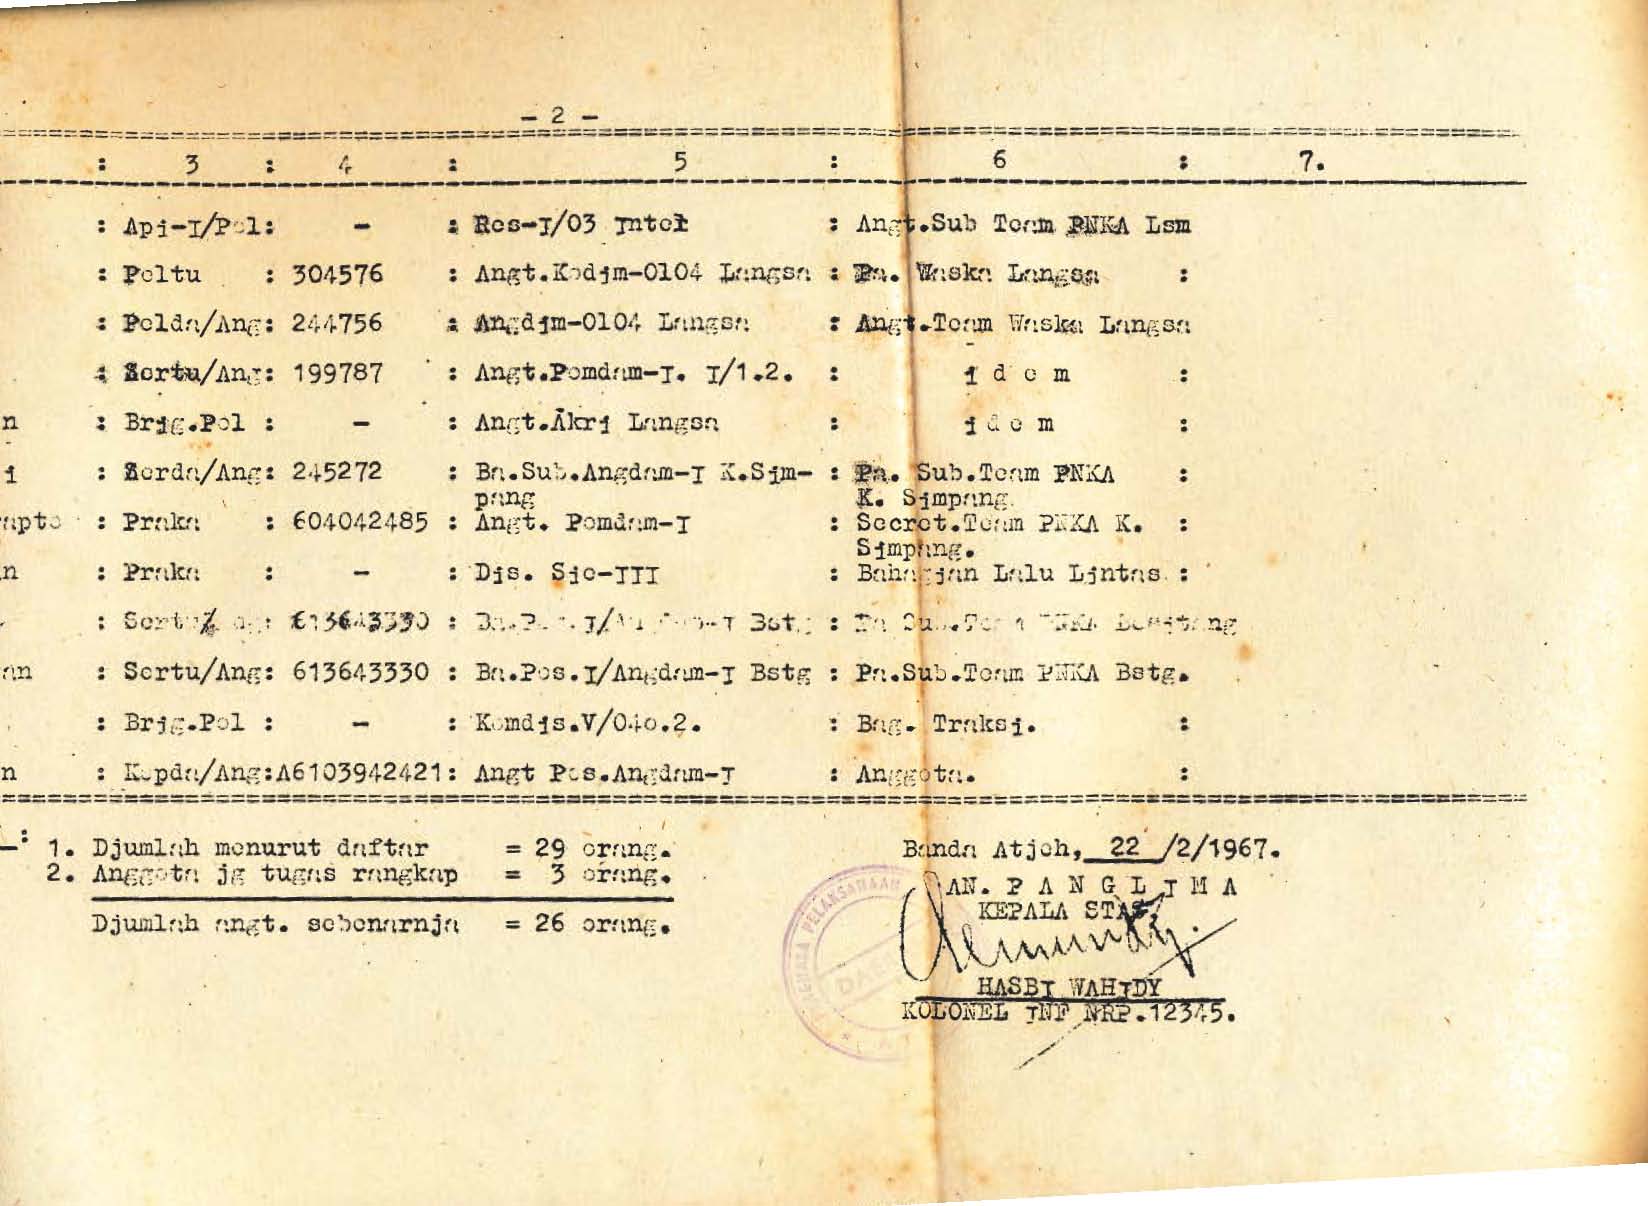 - 2 -
: 3 : 4 : 5 : 6 : 7.
: Api-I/Pol: - : Res-I/03 Intel : Angt.Sub Team PNKA Lsm
: Peltu : 304576 : Angt.Kodim-0104 Langsa : Pa. Waska Langsa :
: Pelda/Ang: 244756 : Angdim-0104 Langsa : Angt.Team Waska Langsa
: Sertu/Ang: 199787 : Angt.Pomdam-I. I/1.2. : i d e m :
n : Brig.Pol : - : Angt.Akri Langsa : i d e m :
i : Serda/Ang: 245272 : Ba.Sub.Angdam-I K.Sim- : Pa. Sub.Team PNKA :
pang K. Simpang.
apto : Praka : 604042485 : Angt. Pomdam-I : Secret.Team PNKA K. :
Simpang.
n : Praka : - : Dis. Sie-III : Bahagian Lalu Lintas :
: 613643330 : : 
an : Sertu/Ang: 613643330 : Ba.Pos.I/Angdam-I Bstg : Pa.Sub.Team PNKA Bstg.
: Brig.Pol : - : Komdis.V/04o.2. : Bag. Traksi. :
n : Kopda/Ang:A6103942421: Angt Pos.Angdam-I : Anggota. :
-: 1. Djumlah menurut daftar = 29 orang.
2. Anggota jg tugas rangkap = 3 orang.
Djumlah angt. sebenarnja = 26 orang.
Banda Atjeh, 22 /2/1967.
AN. P A N G L I M A
KEPALA STAF
HASBI WAHIDY
KOLONEL INF NRP.12345.
PELAKSANAAN